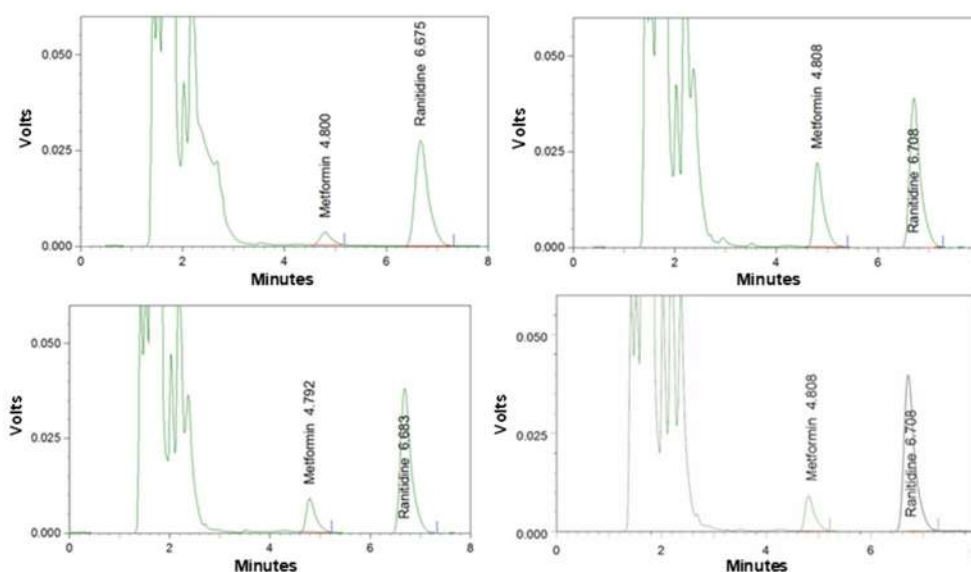 0.050
0.025
0.000
Volts
Metformin 4.800
Ranitidine 6.675
0 2 4 6 8
Minutes
0.050
0.025
0.000
Volts
Metformin 4.808
Ranitidine 6.708
0 2 4 6
Minutes
0.050
0.025
0.000
Volts
Metformin 4.792
Ranitidine 6.683
0 2 4 6 8
Minutes
0.050
0.025
0.000
Volts
Metformin 4.808
Ranitidine 6.708
0 2 4 6
Minutes